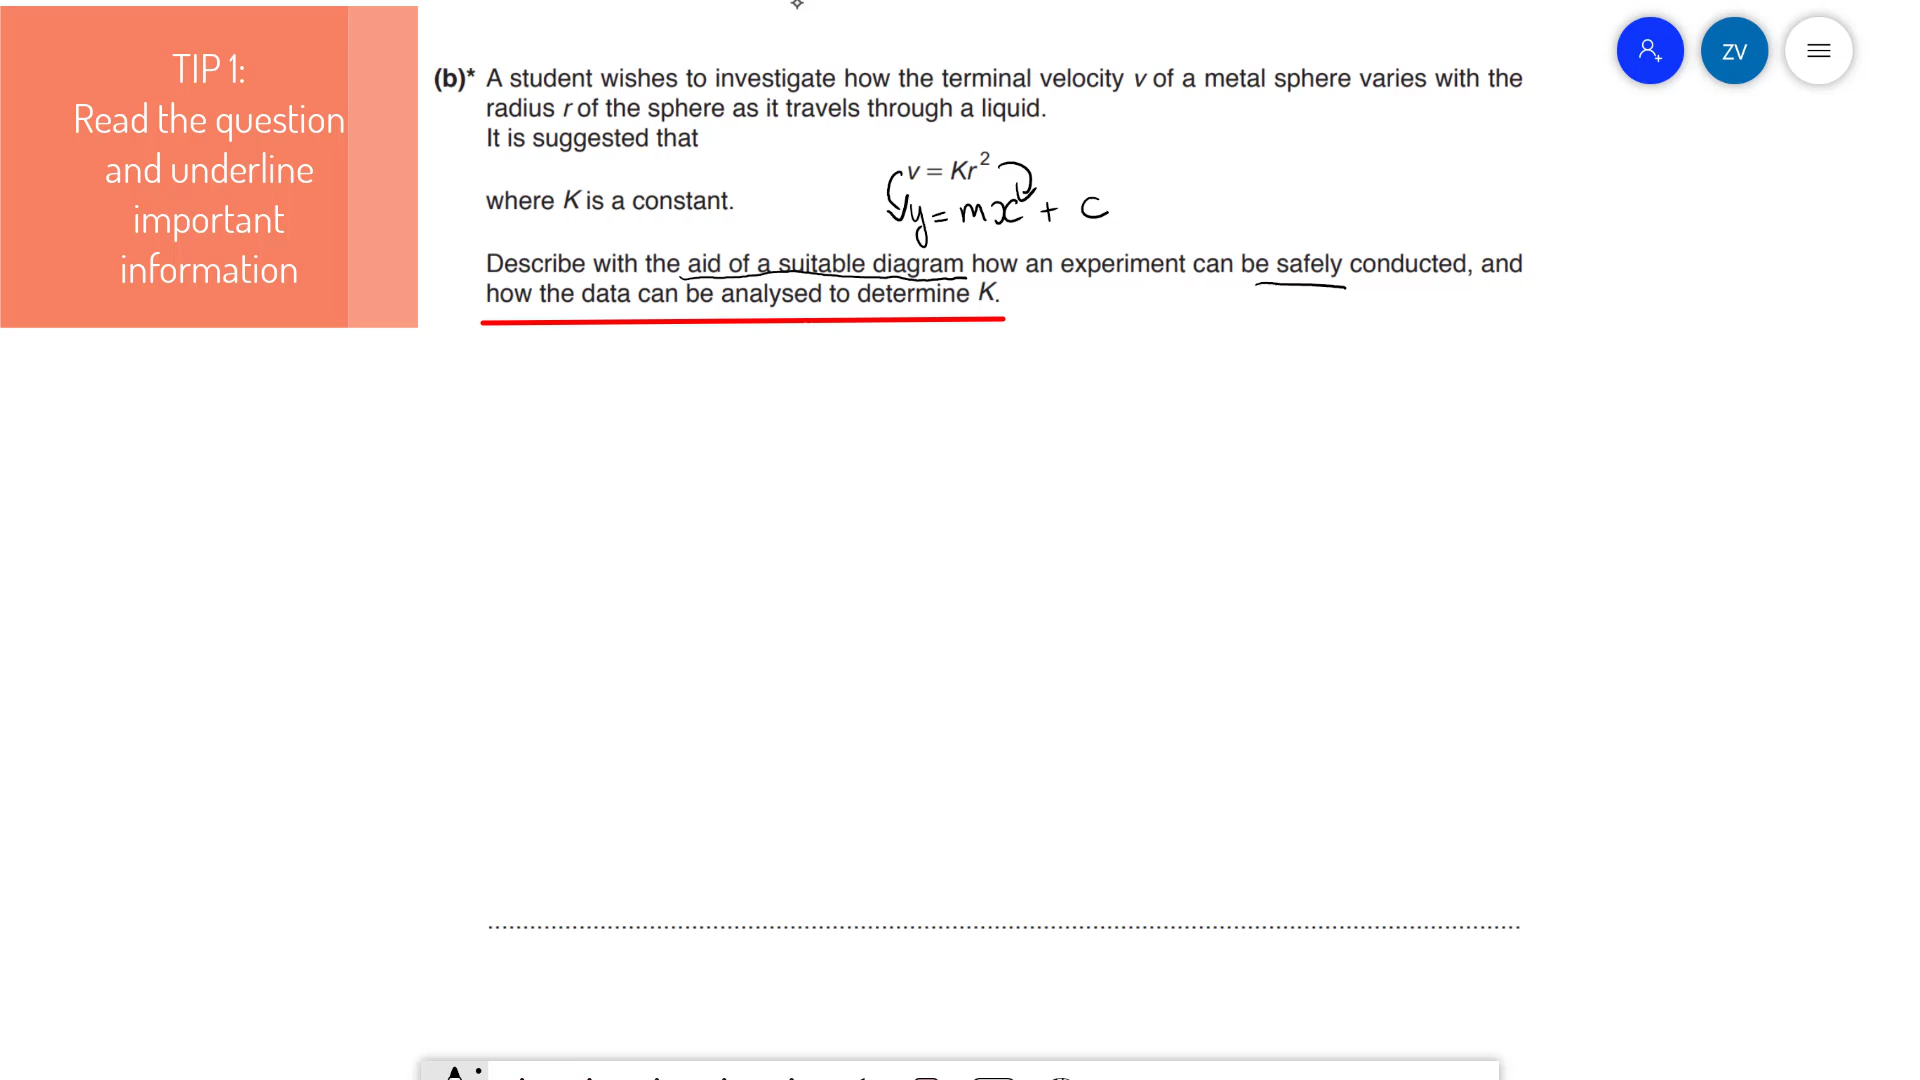 TIP 1:
Read the question
and underline
important
information
(b)* A student wishes to investigate how the terminal velocity v of a metal sphere varies with the
radius r of the sphere as it travels through a liquid.
It is suggested that
v = Kr²
where K is a constant.
y = mx + c
Describe with the aid of a suitable diagram how an experiment can be safely conducted, and
how the data can be analysed to determine K.
ZV